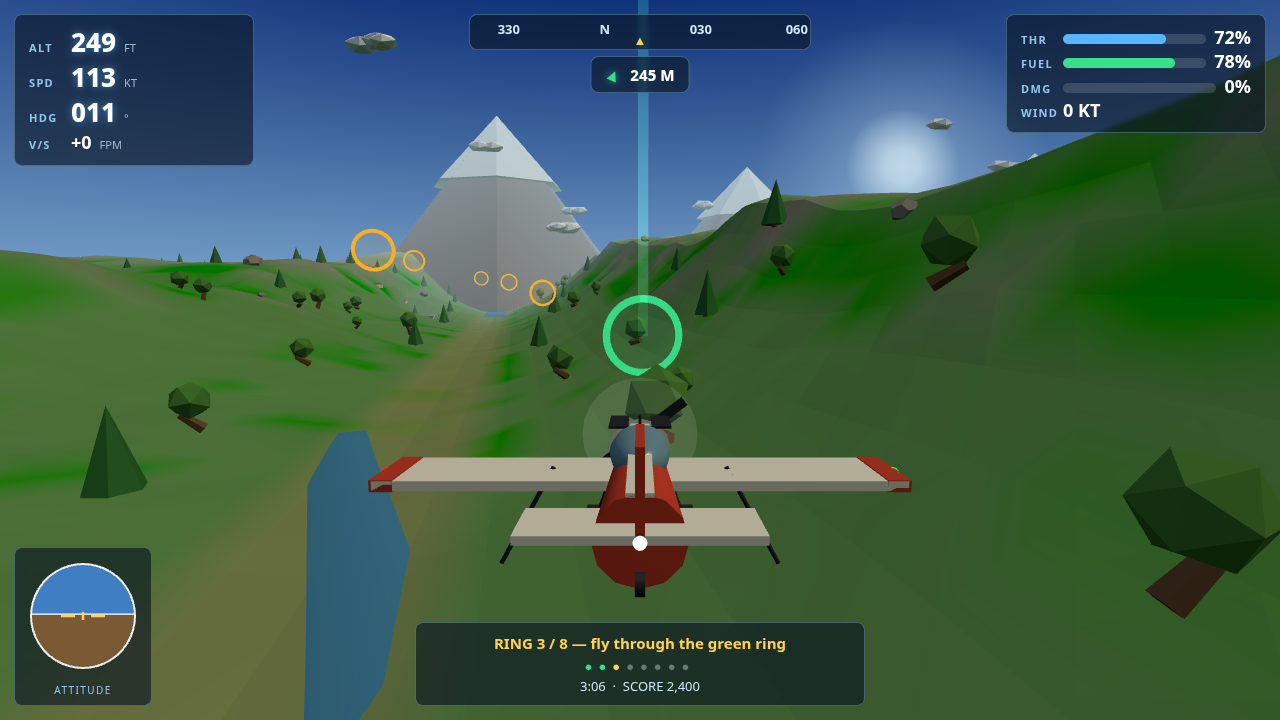 ALT 249 FT
SPD 113 KT
HDG 011 °
V/S +0 FPM
330 N 030 060
245 M
THR 72%
FUEL 78%
DMG 0%
WIND 0 KT
ATTITUDE
RING 3 / 8 — fly through the green ring
3:06 · SCORE 2,400